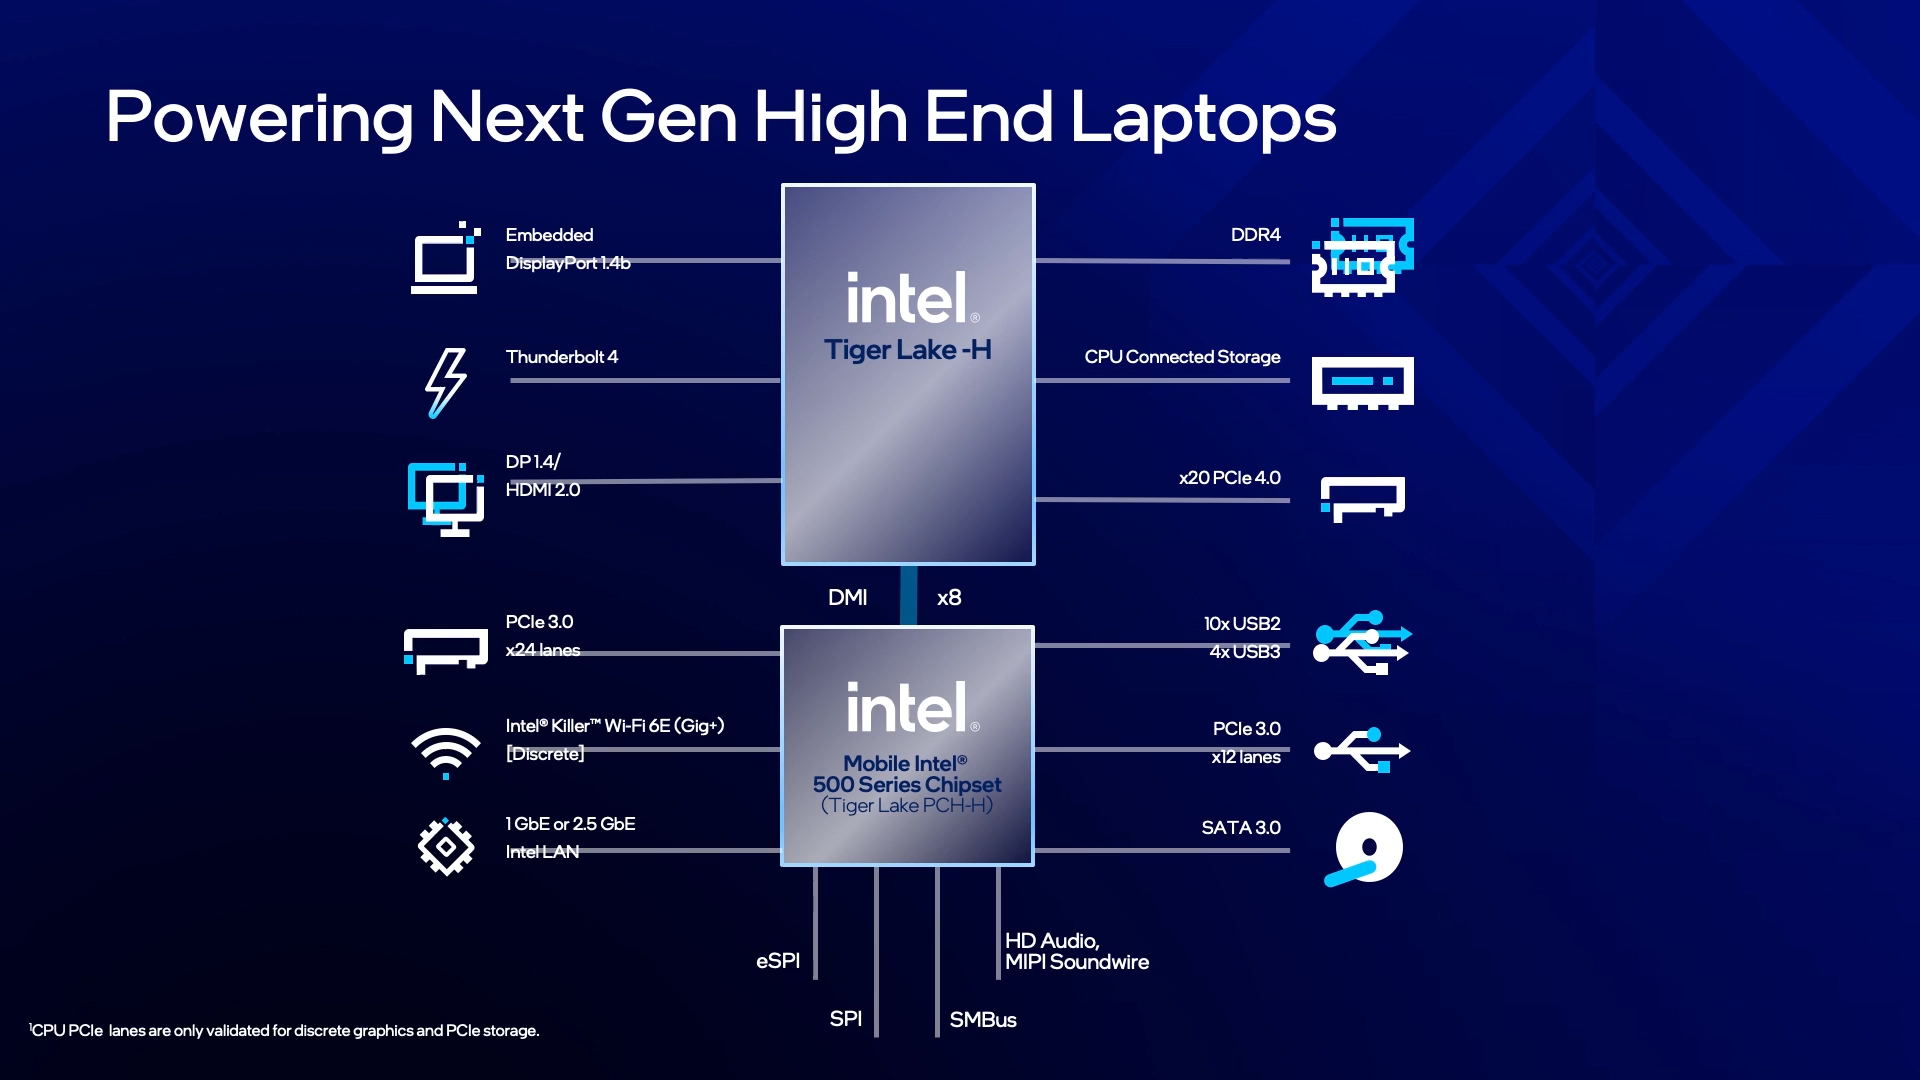 Powering Next Gen High End Laptops
Embedded
DisplayPort 1.4b
Thunderbolt 4
DP 1.4/
HDMI 2.0
intel®
Tiger Lake -H
DDR4
CPU Connected Storage
x20 PCIe 4.0
DMI x8
PCIe 3.0
x24 lanes
Intel® Killer™ Wi-Fi 6E (Gig+)
[Discrete]
1 GbE or 2.5 GbE
Intel LAN
intel®
Mobile Intel®
500 Series Chipset
(Tiger Lake PCH-H)
10x USB2
4x USB3
PCIe 3.0
x12 lanes
SATA 3.0
eSPI
SPI
SMBus
HD Audio,
MIPI Soundwire
¹CPU PCIe lanes are only validated for discrete graphics and PCIe storage.